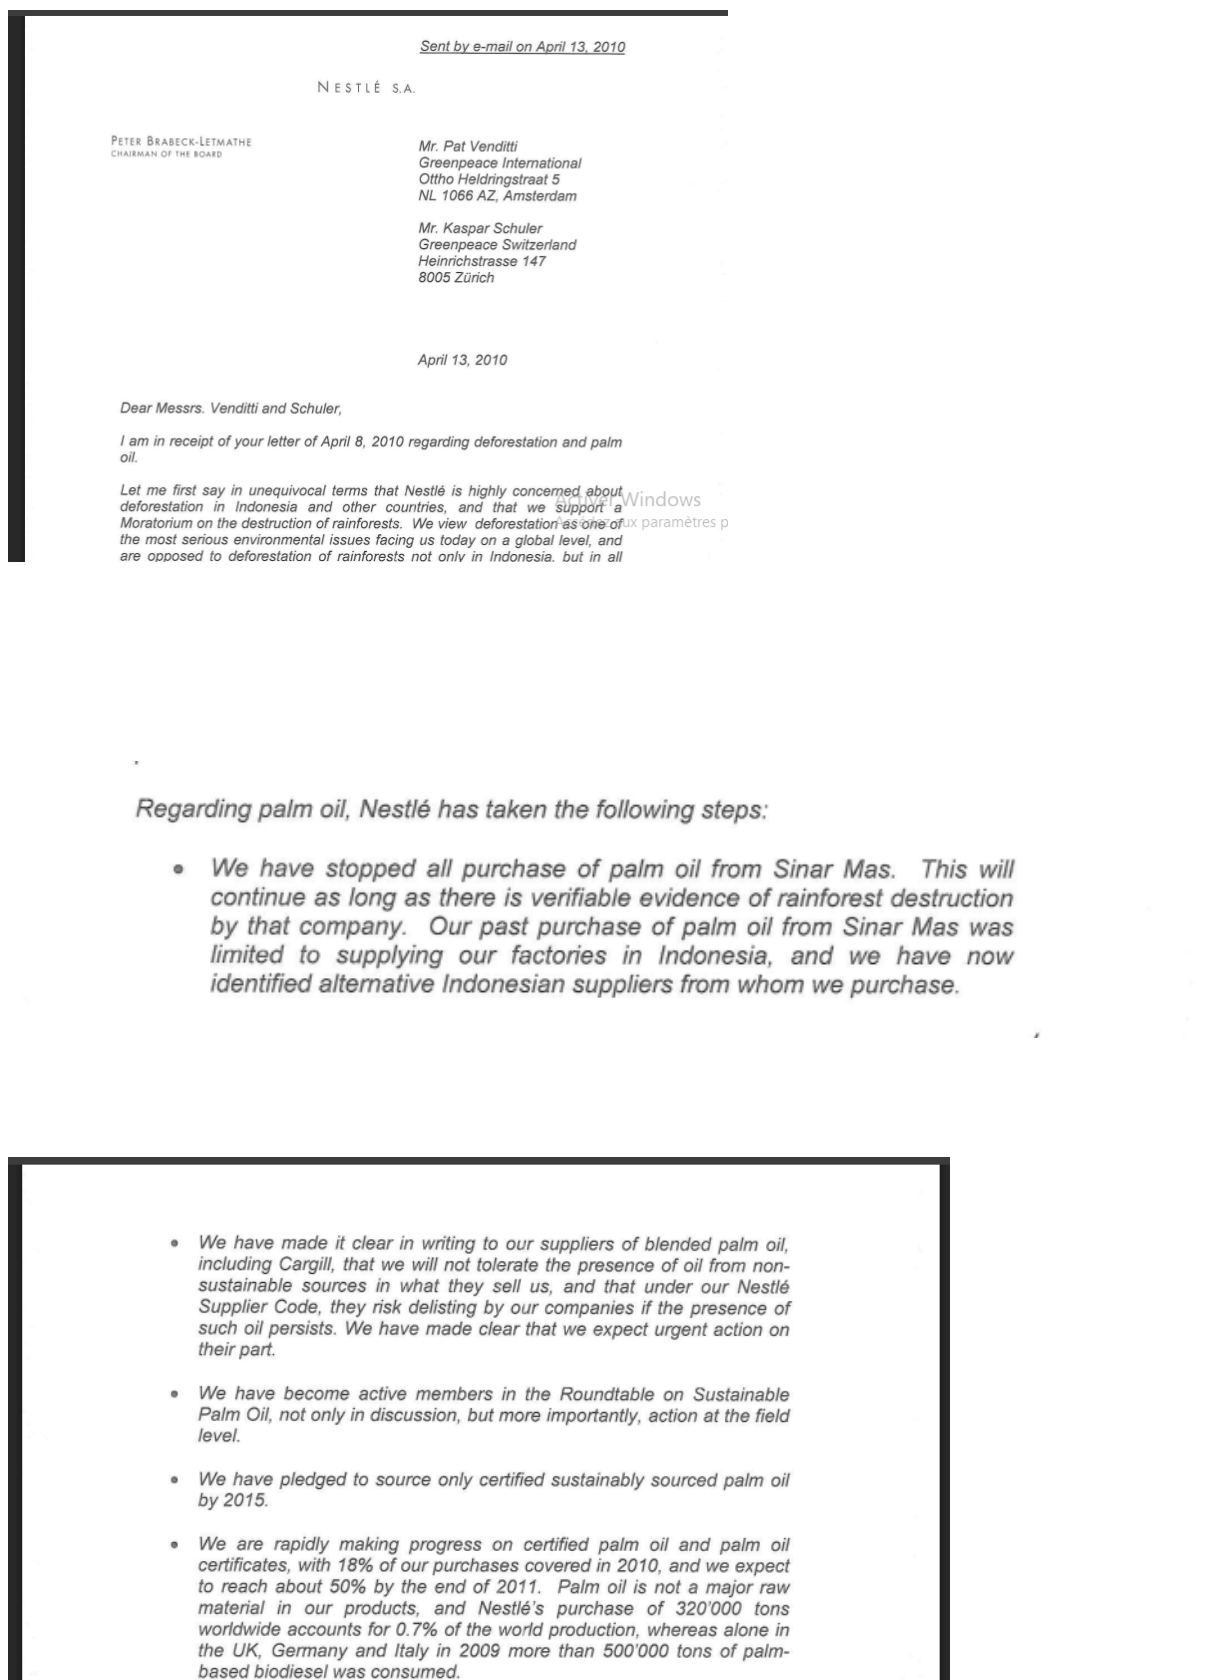 Sent by e-mail on April 13, 2010
NESTLÉ S.A.
PETER BRABECK-LETMATHE
CHAIRMAN OF THE BOARD
Mr. Pat Venditti
Greenpeace International
Ottho Heldringstraat 5
NL 1066 AZ, Amsterdam
Mr. Kaspar Schuler
Greenpeace Switzerland
Heinrichstrasse 147
8005 Zürich
April 13, 2010
Dear Messrs. Venditti and Schuler,
I am in receipt of your letter of April 8, 2010 regarding deforestation and palm
oil.
Let me first say in unequivocal terms that Nestlé is highly concerned about
deforestation in Indonesia and other countries, and that we support a
Moratorium on the destruction of rainforests. We view deforestation as one of
the most serious environmental issues facing us today on a global level, and
are opposed to deforestation of rainforests not only in Indonesia, but in all
Activer Windows
Accédez aux paramètres p
Regarding palm oil, Nestlé has taken the following steps:
• We have stopped all purchase of palm oil from Sinar Mas. This will
continue as long as there is verifiable evidence of rainforest destruction
by that company. Our past purchase of palm oil from Sinar Mas was
limited to supplying our factories in Indonesia, and we have now
identified alternative Indonesian suppliers from whom we purchase.
• We have made it clear in writing to our suppliers of blended palm oil,
including Cargill, that we will not tolerate the presence of oil from non-
sustainable sources in what they sell us, and that under our Nestlé
Supplier Code, they risk delisting by our companies if the presence of
such oil persists. We have made clear that we expect urgent action on
their part.
• We have become active members in the Roundtable on Sustainable
Palm Oil, not only in discussion, but more importantly, action at the field
level.
• We have pledged to source only certified sustainably sourced palm oil
by 2015.
• We are rapidly making progress on certified palm oil and palm oil
certificates, with 18% of our purchases covered in 2010, and we expect
to reach about 50% by the end of 2011. Palm oil is not a major raw
material in our products, and Nestlé's purchase of 320'000 tons
worldwide accounts for 0.7% of the world production, whereas alone in
the UK, Germany and Italy in 2009 more than 500'000 tons of palm-
based biodiesel was consumed.